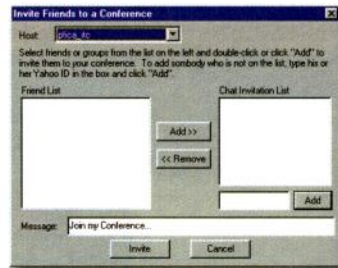 Invite Friends to a Conference
Host:
Select friends or groups from the list on the left and double-click or click "Add" to
invite them to your conference. To add sombody who is not on the list, type his or
her Yahoo ID in the box and click "Add".
Friend List
Chat Invitation List
Add >>
<< Remove
Add
Message: Join my Conference...
Invite
Cancel